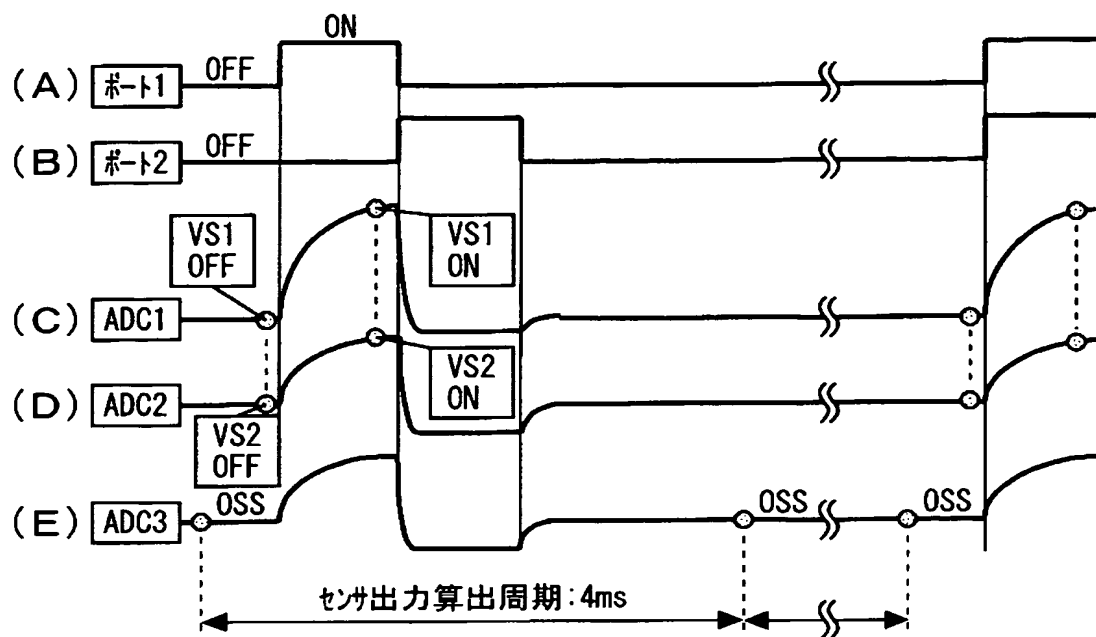 ON
(A) ポート1 OFF
(B) ポート2 OFF
VS1
OFF
VS1
ON
(C) ADC1
VS2
ON
(D) ADC2
VS2
OFF
(E) ADC3 OSS OSS OSS
センサ出力算出周期:4ms